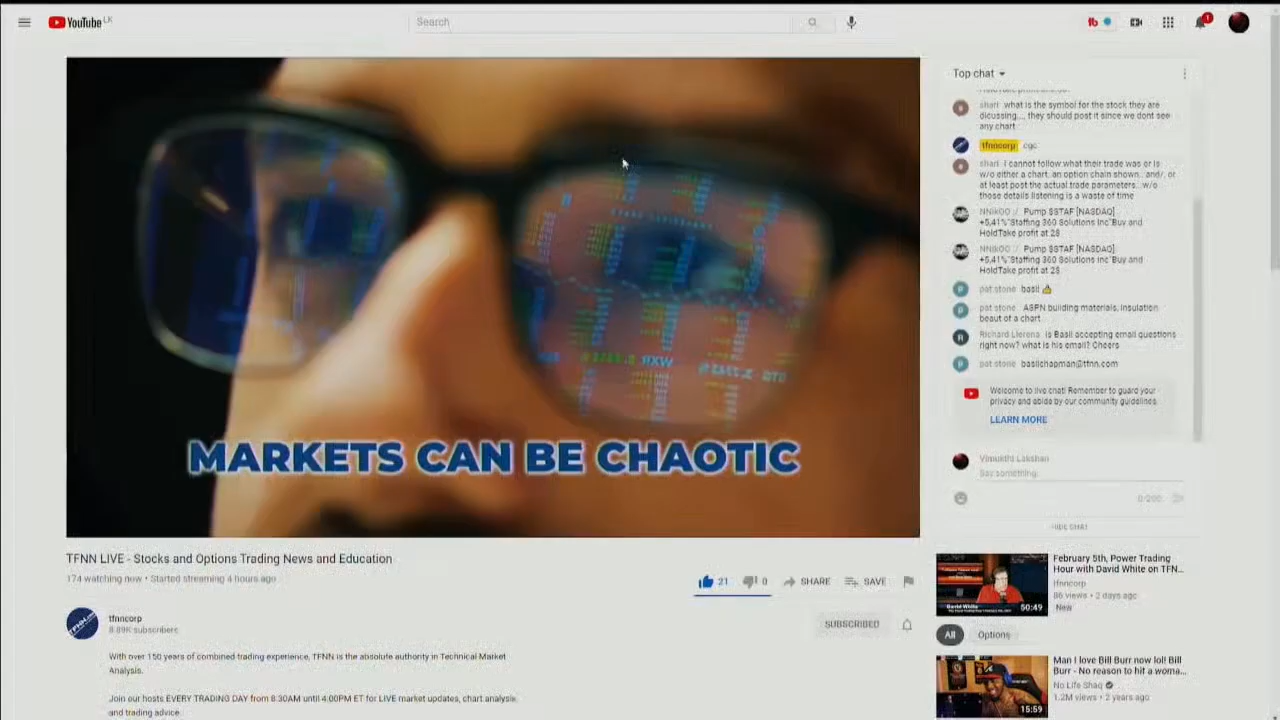 YouTube LK
Search
1
Top chat
shari what is the symbol for the stock they are
dicussing..., they should post it since we dont see
any chart
tfnncorp cgc
shari i cannot follow what their trade was or is
w/o either a chart, an option chain shown.. and/, or
at least post the actual trade parameters.. w/o
those details listening is a waste of time
Pump $STAF [NASDAQ]
+5,41%"Staffing 360 Solutions Inc"Buy and
HoldTake profit at 2$
Pump $STAF [NASDAQ]
+5,41%"Staffing 360 Solutions Inc"Buy and
HoldTake profit at 2$
pat stone basil 👍
pat stone ASPN building materials, insulation
beaut of a chart
Richard Llerena Is Basil accepting email questions
right now? what is his email? Cheers
pat stone basilchapman@tfnn.com
Welcome to live chat! Remember to guard your
privacy and abide by our community guidelines.
LEARN MORE
Vimukthi Lakshan
Say something...
0/200
HIDE CHAT
MARKETS CAN BE CHAOTIC
TFNN LIVE - Stocks and Options Trading News and Education
174 watching now • Started streaming 4 hours ago
21 0 SHARE SAVE
tfnncorp
8.89K subscribers
SUBSCRIBED
With over 150 years of combined trading experience, TFNN is the absolute authority in Technical Market
Analysis.
Join our hosts EVERY TRADING DAY from 8:30AM until 4:00PM ET for LIVE market updates, chart analysis,
and trading advice
February 5th, Power Trading
Hour with David White on TFN...
tfnncorp
86 views • 2 days ago
New
David White
50:49
All Options
Man I love Bill Burr now lol! Bill
Burr - No reason to hit a woma...
No Life Shaq
1.2M views • 2 years ago
15:59